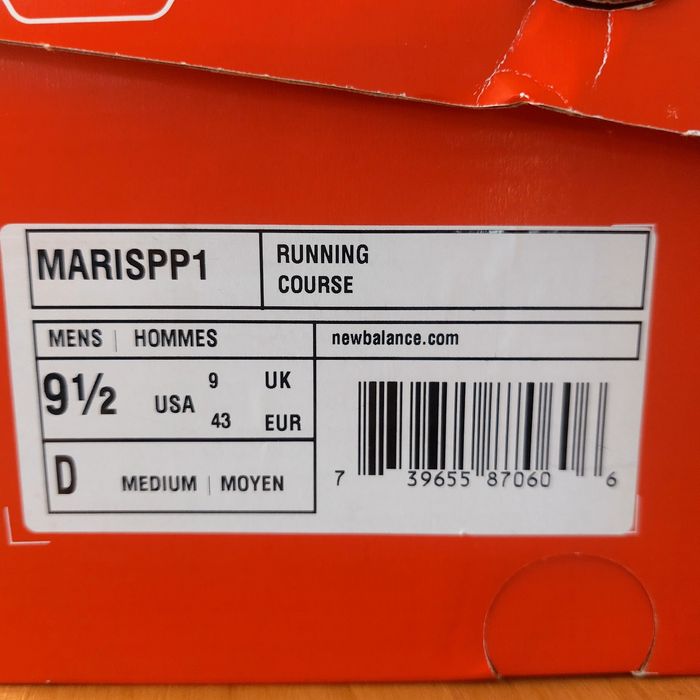 MARISPP1
RUNNING
COURSE
MENS | HOMMES
newbalance.com
9½ USA
9 UK
43 EUR
D MEDIUM | MOYEN
7 39655 87060 6